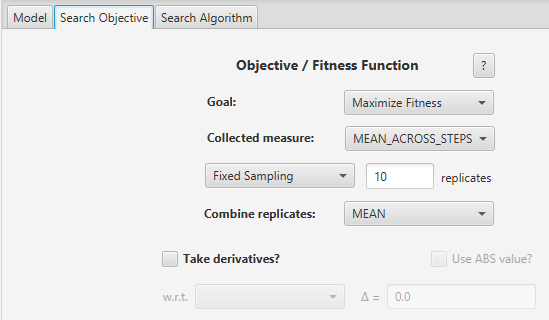 Model Search Objective Search Algorithm
Objective / Fitness Function ?
Goal: Maximize Fitness
Collected measure: MEAN_ACROSS_STEPS
Fixed Sampling 10 replicates
Combine replicates: MEAN
Take derivatives? Use ABS value?
w.r.t. Δ = 0.0